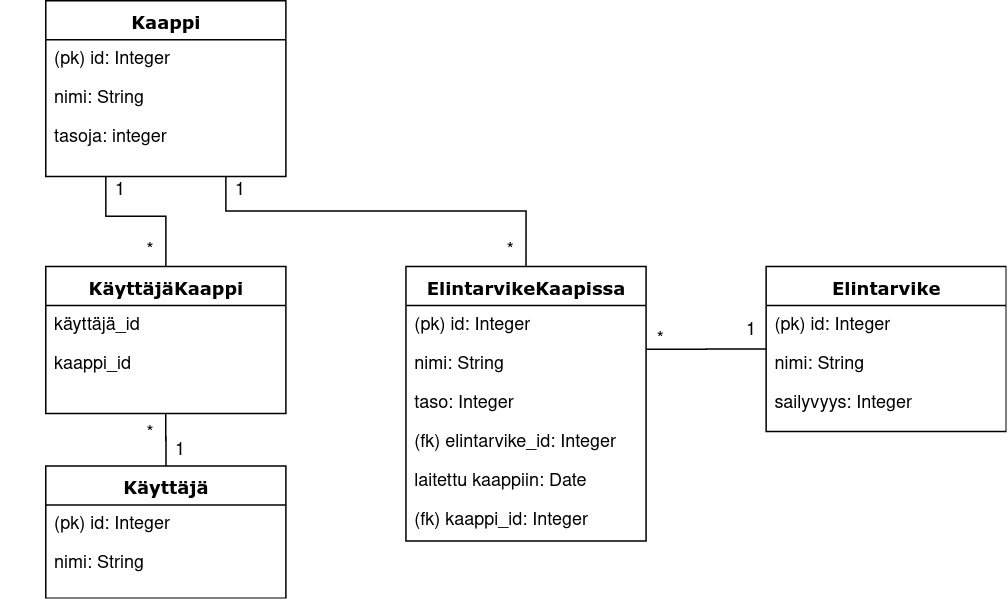 Kaappi
(pk) id: Integer
nimi: String
tasoja: integer
1
1
*
*
KäyttäjäKaappi
käyttäjä_id
kaappi_id
*
1
Käyttäjä
(pk) id: Integer
nimi: String
ElintarvikeKaapissa
(pk) id: Integer
nimi: String
taso: Integer
(fk) elintarvike_id: Integer
laitettu kaappiin: Date
(fk) kaappi_id: Integer
*
1
Elintarvike
(pk) id: Integer
nimi: String
sailyvyys: Integer